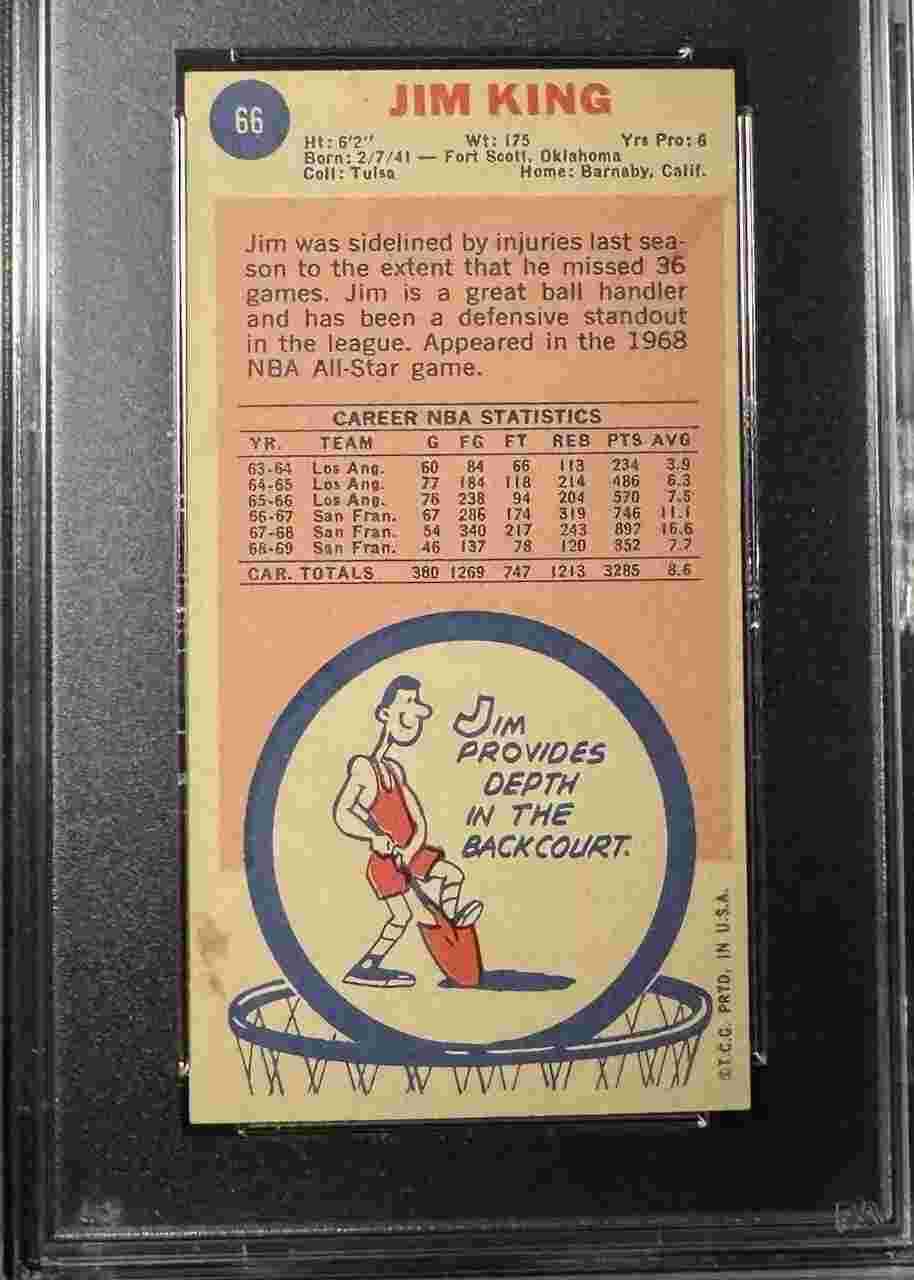 66
JIM KING
Ht: 6'2" Wt: 175 Yrs Pro: 6
Born: 2/7/41 — Fort Scott, Oklahoma
Coll: Tulsa Home: Barnaby, Calif.
Jim was sidelined by injuries last sea-
son to the extent that he missed 36
games. Jim is a great ball handler
and has been a defensive standout
in the league. Appeared in the 1968
NBA All-Star game.
CAREER NBA STATISTICS
YR. TEAM G FG FT REB PTS AVG
63-64 Los Ang. 60 84 66 113 234 3.9
64-65 Los Ang. 77 184 118 214 486 6.3
65-66 Los Ang. 76 238 94 204 570 7.5
66-67 San Fran. 67 286 174 319 746 11.1
67-68 San Fran. 54 340 217 243 897 16.6
68-69 San Fran. 46 137 78 120 352 7.7
CAR. TOTALS 380 1269 747 1213 3285 8.6
JIM
PROVIDES
DEPTH
IN THE
BACKCOURT.
©T.C.G. PRTD. IN U.S.A.